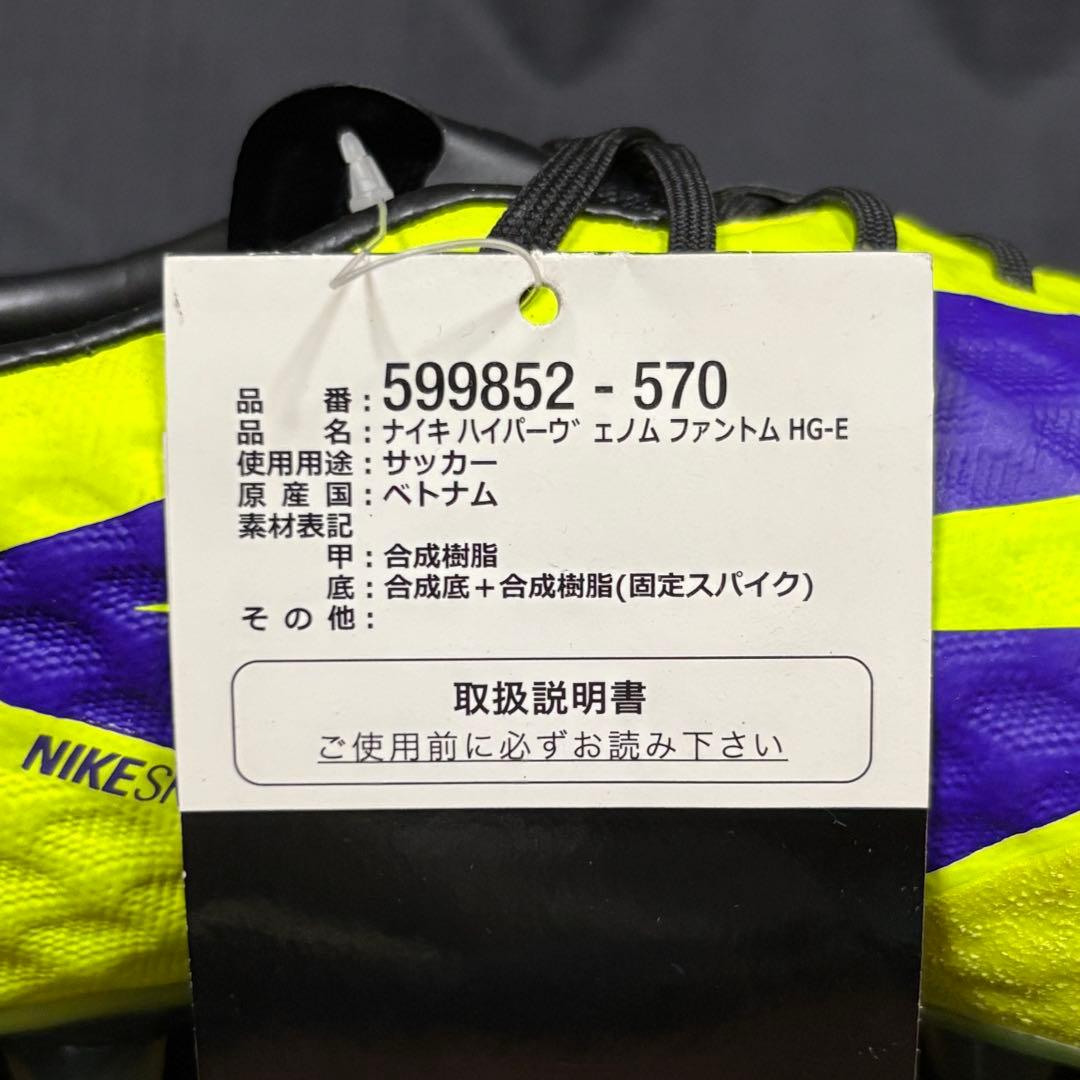 品 番 : 599852 - 570
品 名 : ナイキ ハイパーヴェノム ファントム HG-E
使用用途 : サッカー
原産国 : ベトナム
素材表記
甲 : 合成樹脂
底 : 合成底+合成樹脂(固定スパイク)
その他 :
取扱説明書
ご使用前に必ずお読み下さい
NIKE